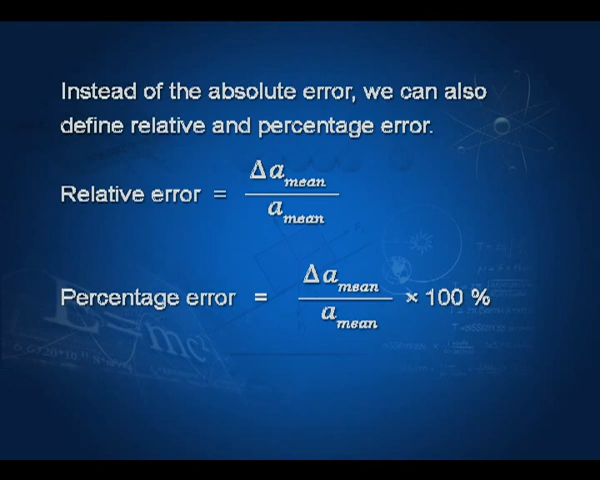 Instead of the absolute error, we can also
define relative and percentage error.
Relative error = Δa_mean / a_mean
Percentage error = Δa_mean / a_mean × 100 %
E=mc²